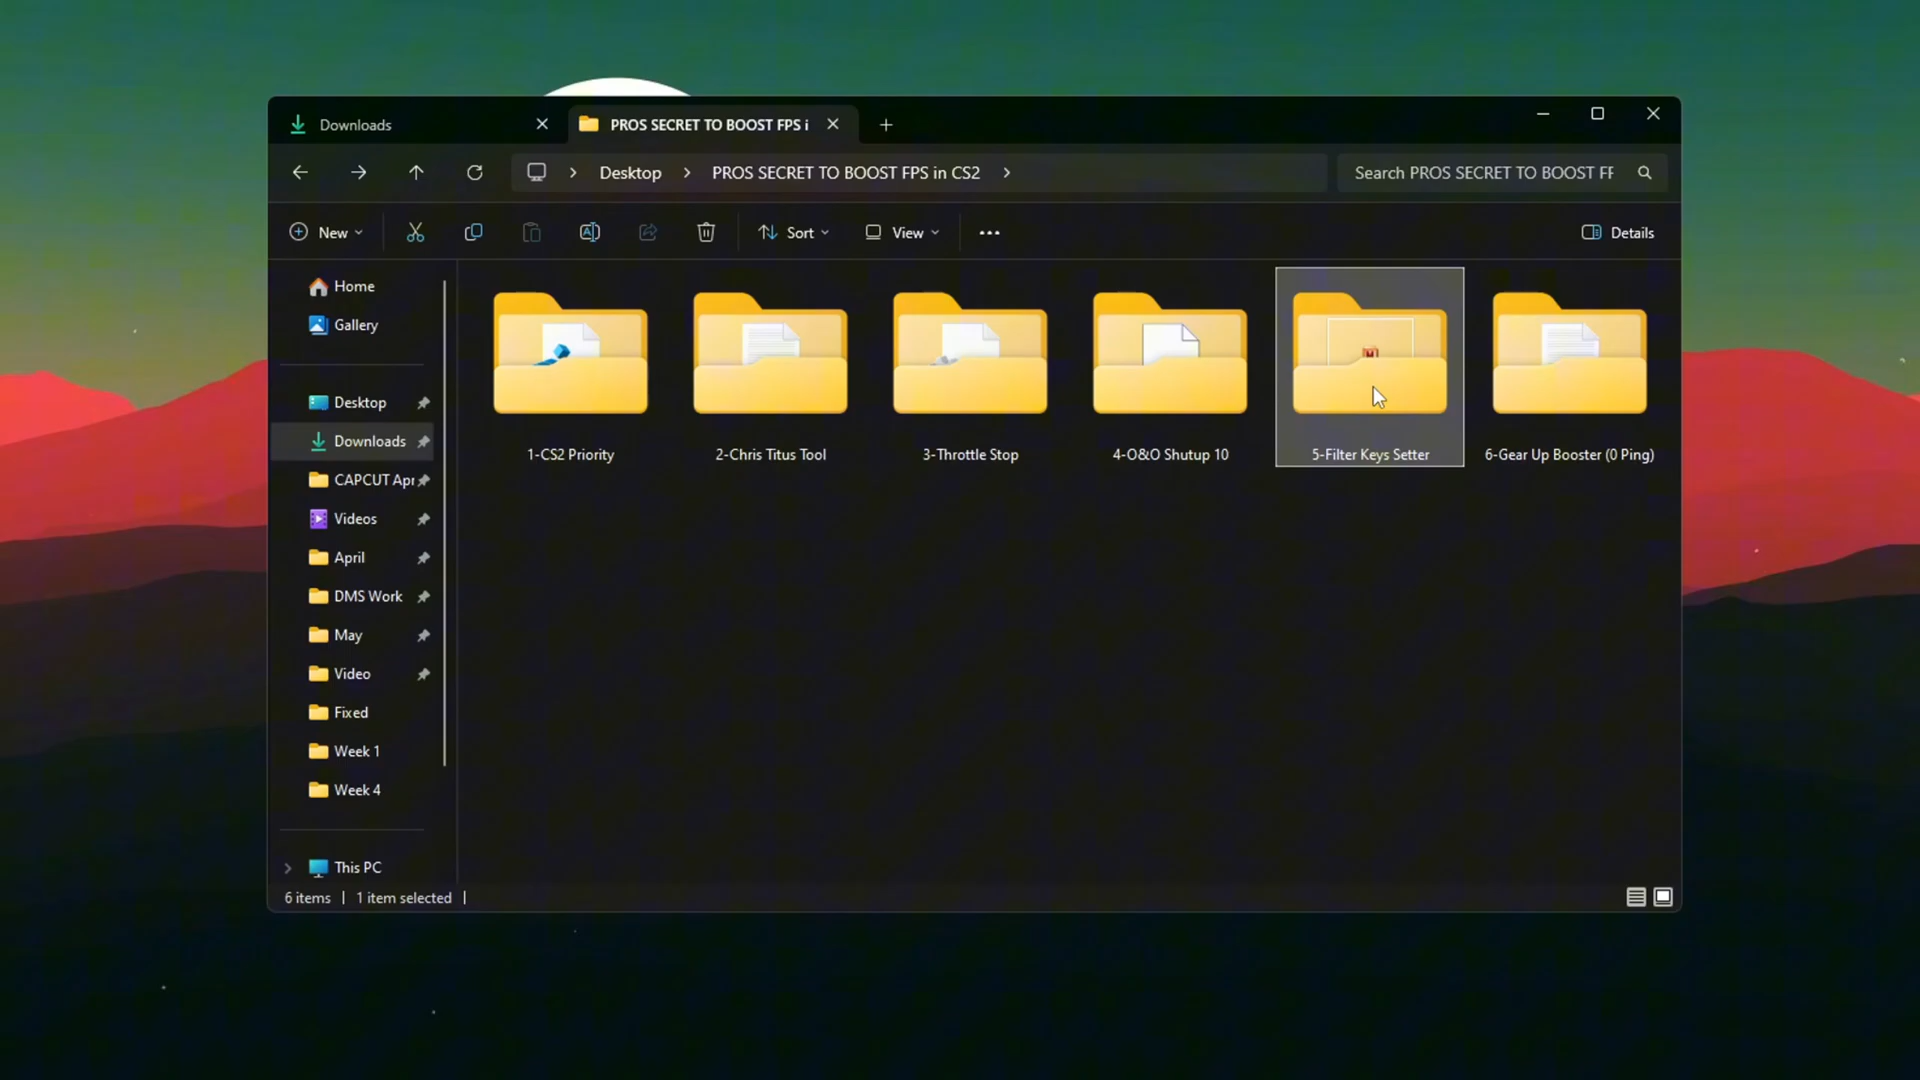 Downloads
PROS SECRET TO BOOST FPS i
Desktop
PROS SECRET TO BOOST FPS in CS2
Search PROS SECRET TO BOOST FF
New
Sort
View
Details
Home
Gallery
Desktop
Downloads
CAPCUT Apr
Videos
April
DMS Work
May
Video
Fixed
Week 1
Week 4
This PC
1-CS2 Priority
2-Chris Titus Tool
3-Throttle Stop
4-O&O Shutup 10
5-Filter Keys Setter
6-Gear Up Booster (0 Ping)
6 items
1 item selected